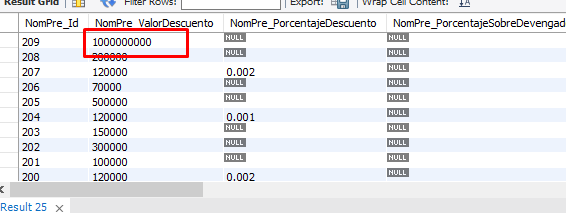 Result Grid Filter Rows: Export: Wrap Cell Content:
NomPre_Id NomPre_ValorDescuento NomPre_PorcentajeDescuento NomPre_PorcentajeSobreDevengad
209 1000000000 NULL NULL
208 200000 NULL NULL
207 120000 0.002 NULL
206 70000 NULL NULL
205 500000 NULL NULL
204 120000 0.001 NULL
203 150000 NULL NULL
202 300000 NULL NULL
201 100000 NULL NULL
200 120000 0.002 NULL
Result 25 ×